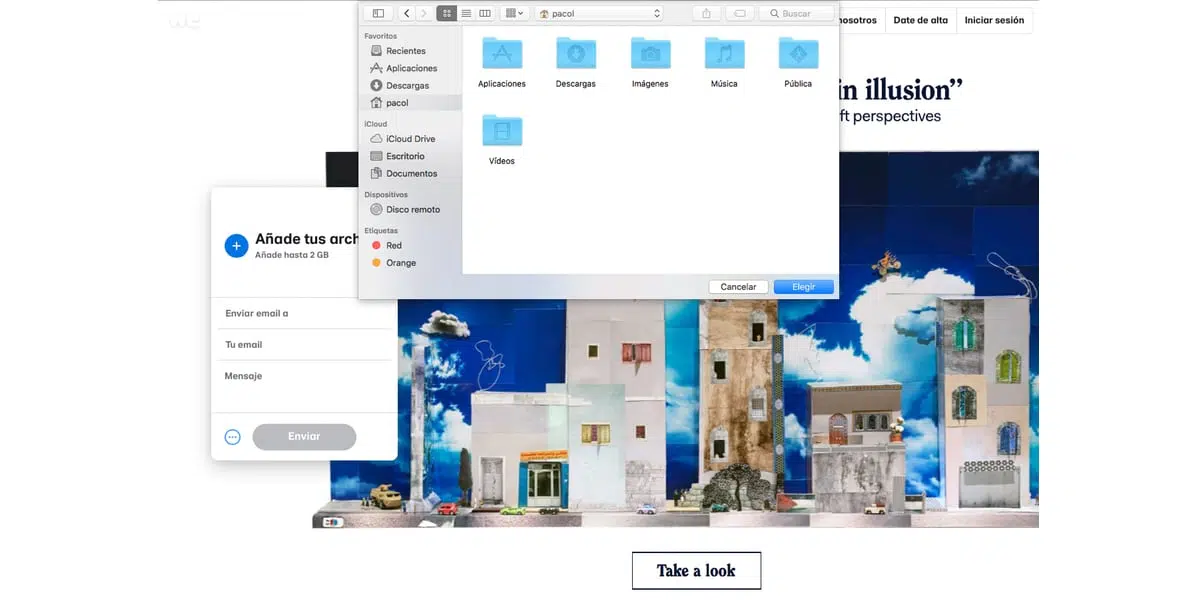 we
pacol
Buscar
nosotros
Date de alta
Iniciar sesión
Favoritos
Recientes
Aplicaciones
Descargas
pacol
iCloud
iCloud Drive
Escritorio
Documentos
Dispositivos
Disco remoto
Etiquetas
Red
Orange
Aplicaciones
Descargas
Imágenes
Música
Pública
Vídeos
Cancelar
Elegir
in illusion”
ft perspectives
Añade tus arch
Añade hasta 2 GB
Enviar email a
Tu email
Mensaje
Enviar
Take a look